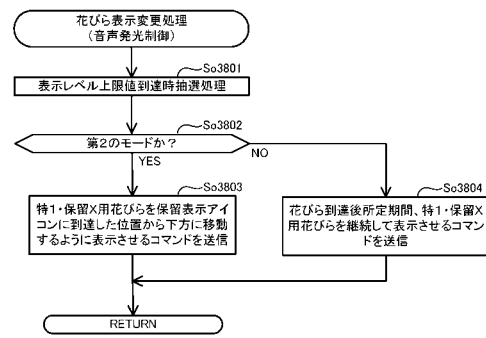 花びら表示変更処理
(音声発光制御)
So3801
表示レベル上限値到達時抽選処理
So3802
第2のモードか?
YES
NO
So3803
特1・保留X用花びらを保留表示アイ
コンに到達した位置から下方に移動
するように表示させるコマンドを送信
So3804
花びら到達後所定期間、特1・保留X
用花びらを継続して表示させるコマン
ドを送信
RETURN